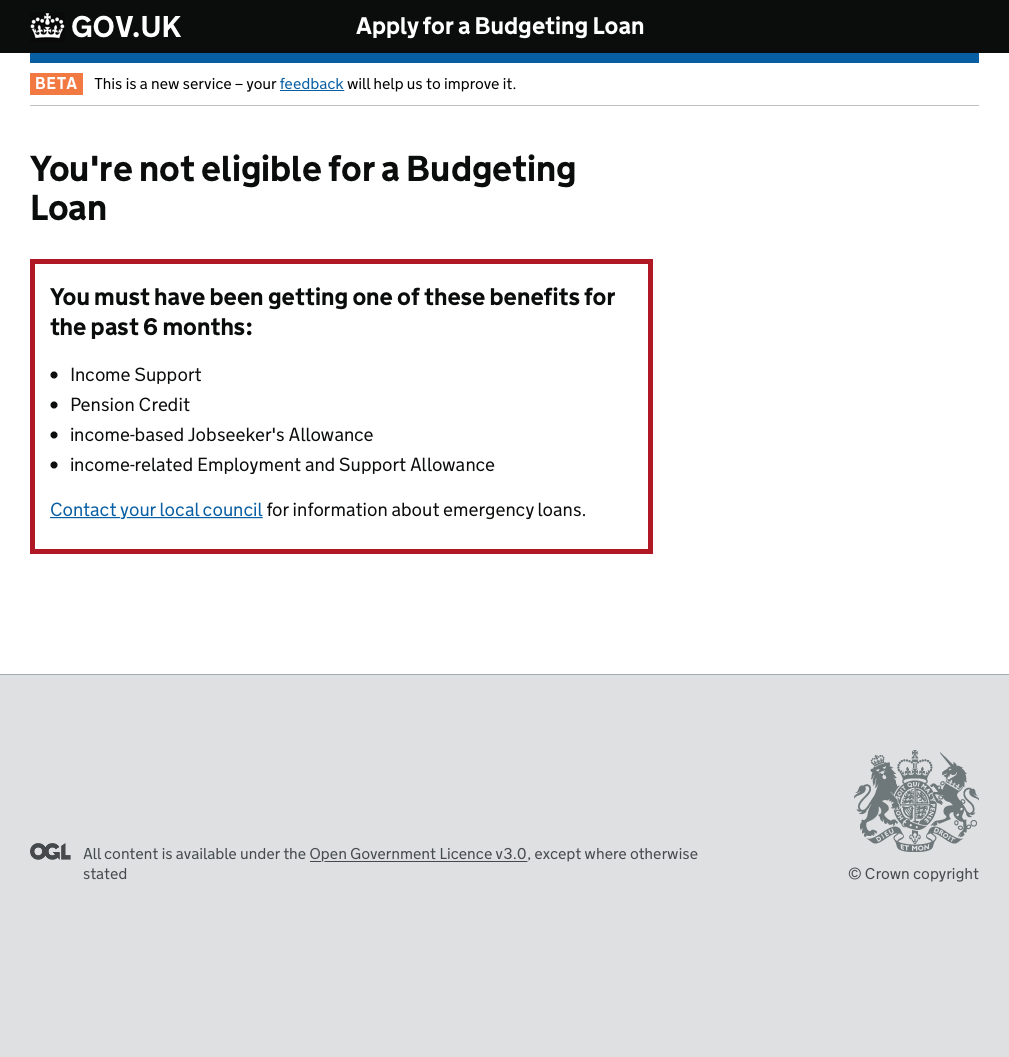 GOV.UK
Apply for a Budgeting Loan
BETA This is a new service – your feedback will help us to improve it.
You're not eligible for a Budgeting
Loan
You must have been getting one of these benefits for
the past 6 months:
Income Support
Pension Credit
income-based Jobseeker's Allowance
income-related Employment and Support Allowance
Contact your local council for information about emergency loans.
OGL All content is available under the Open Government Licence v3.0, except where otherwise
stated
DIEU ET MON DROIT
© Crown copyright